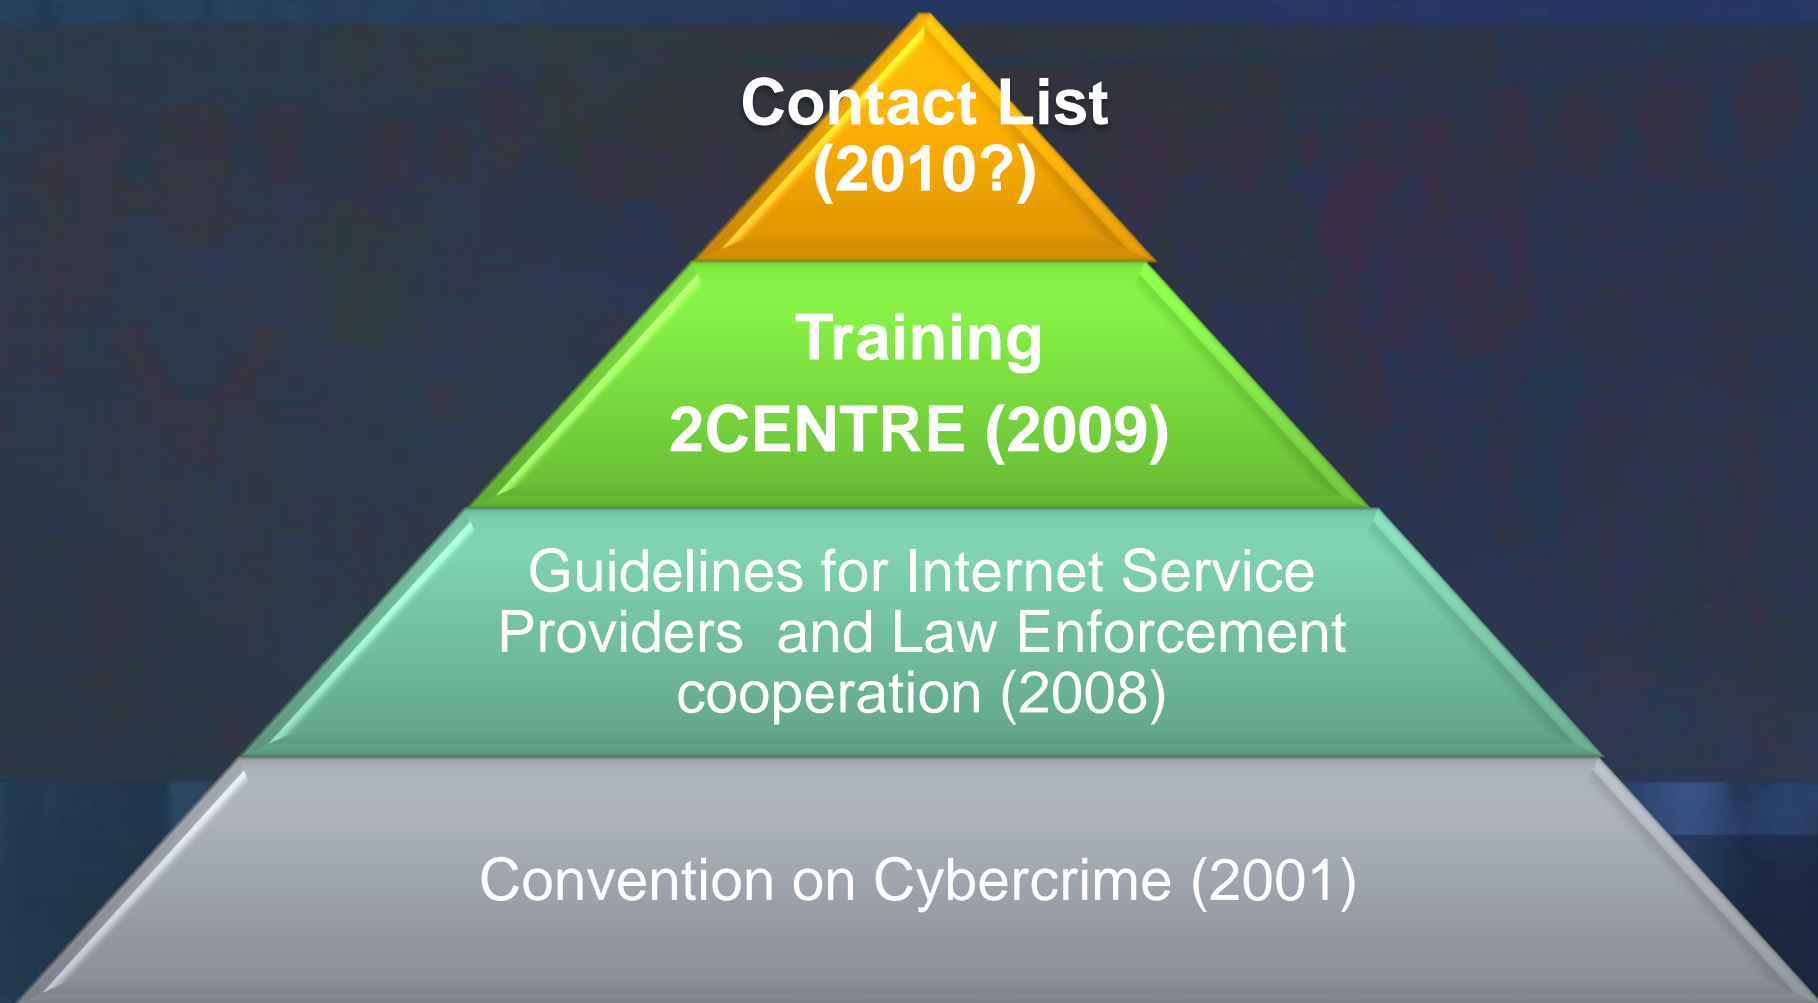 Contact List
(2010?)
Training
2CENTRE (2009)
Guidelines for Internet Service
Providers  and Law Enforcement
cooperation (2008)
Convention on Cybercrime (2001)